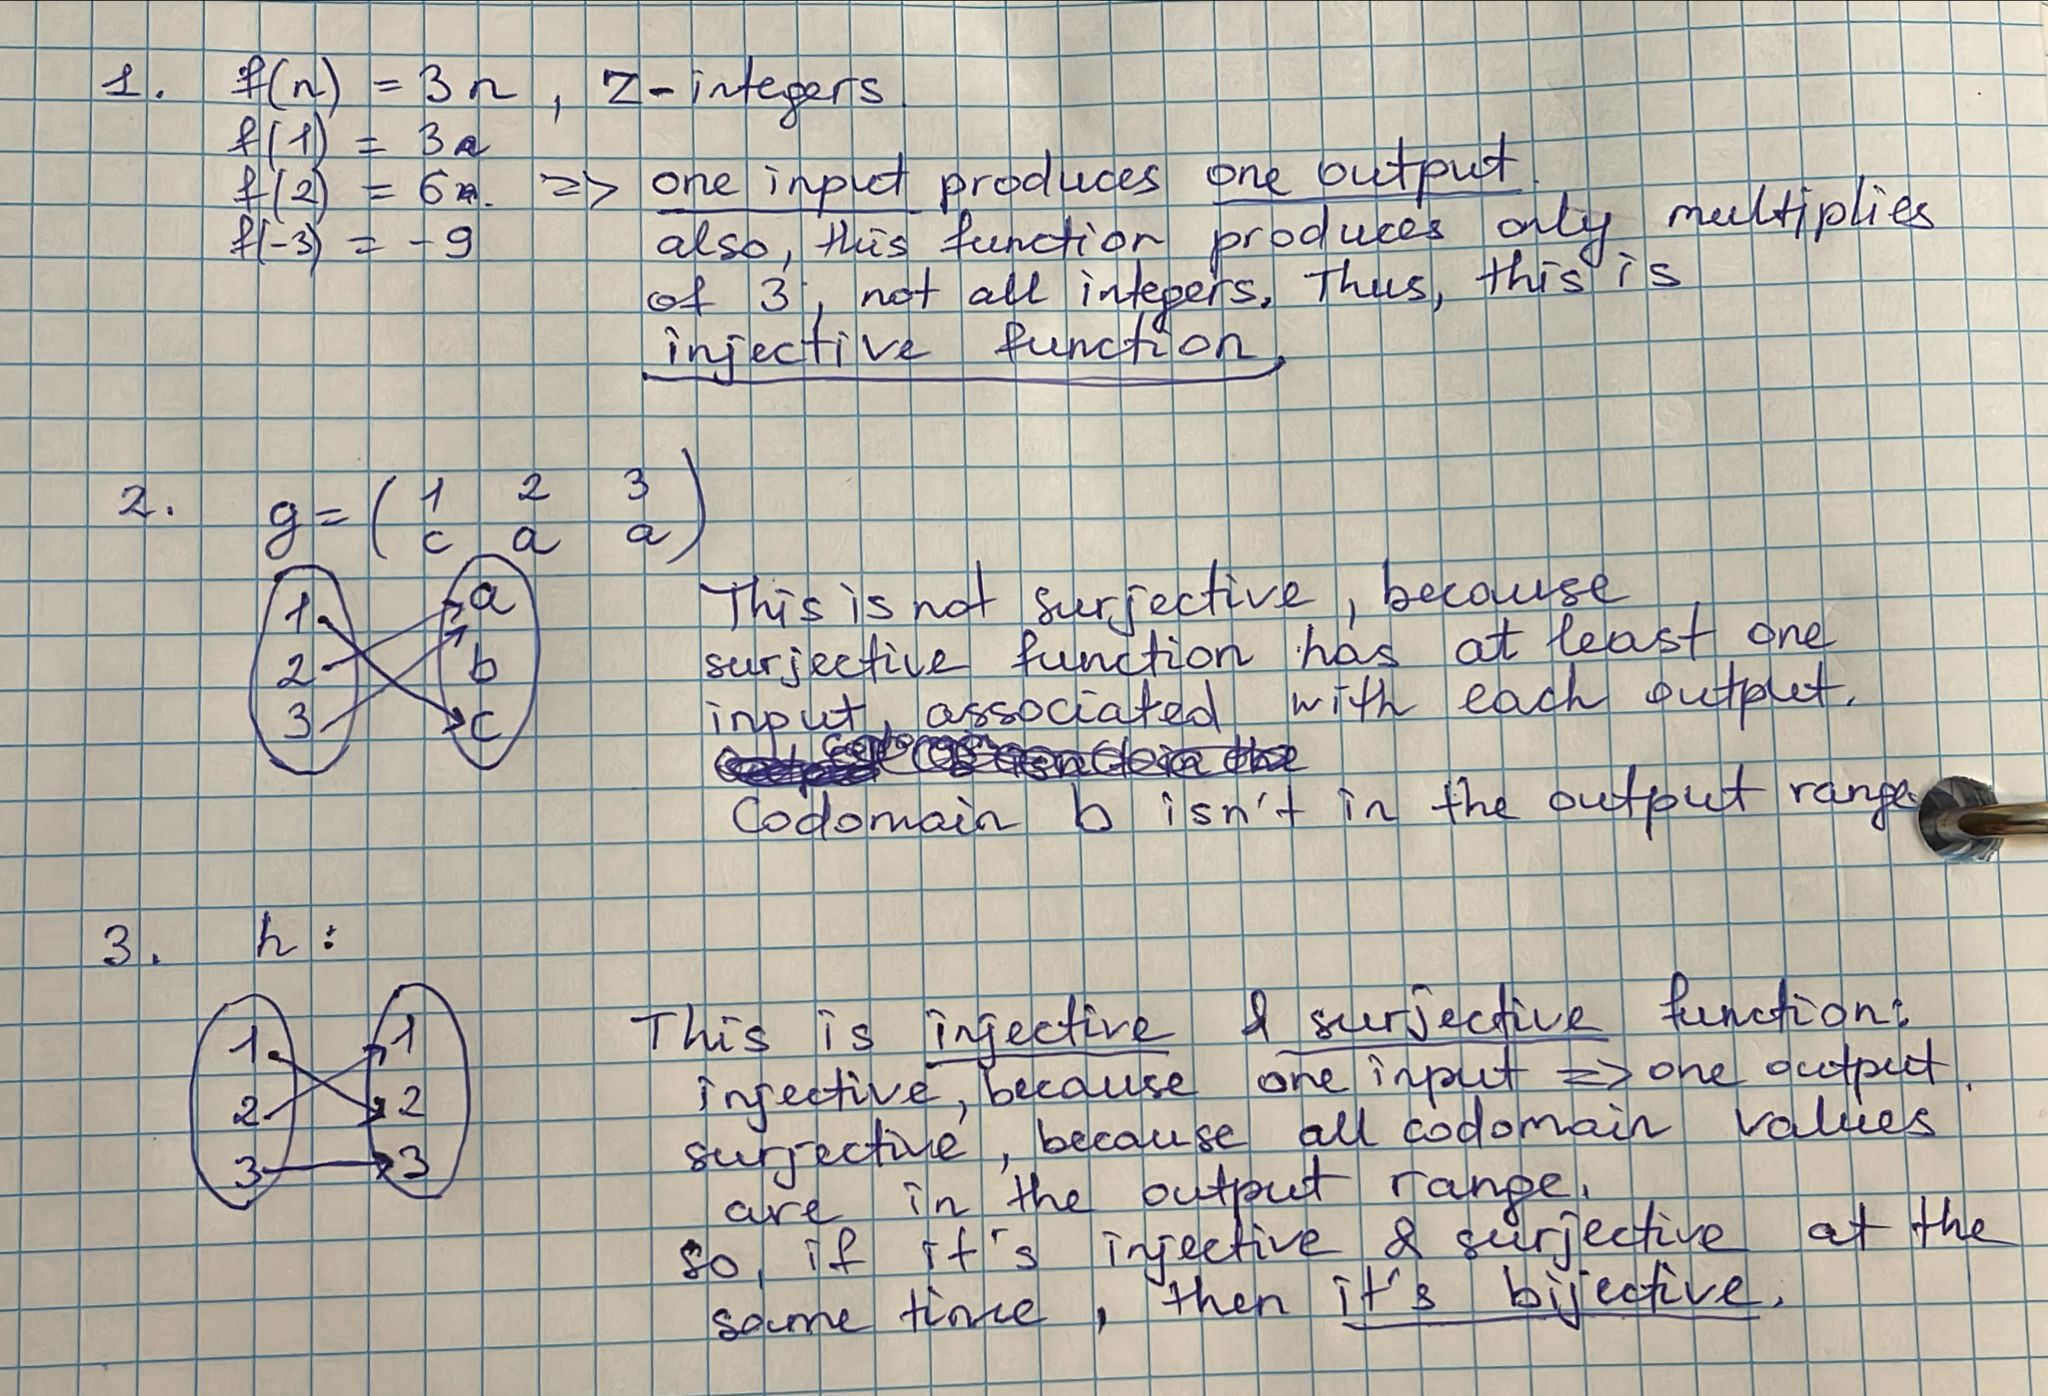 1. f(n) = 3n , Z - integers.
f(1) = 3
f(2) = 6 => one input produces one output.
f(-3) = -9 also, this function produces only multiplies
of 3, not all integers. Thus, this is
injective function.
2. g = ( 1 2 3
c a a )
1 a
2 b
3 c
This is not surjective, because
surjective function has at least one
input, associated with each output.
Codomain b isn't in the output range
3. h :
1 1
2 2
3 3
This is injective & surjective function:
injective, because one input => one output.
surjective, because all codomain values
are in the output range.
so, if it's injective & surjective at the
same time, then it's bijective.